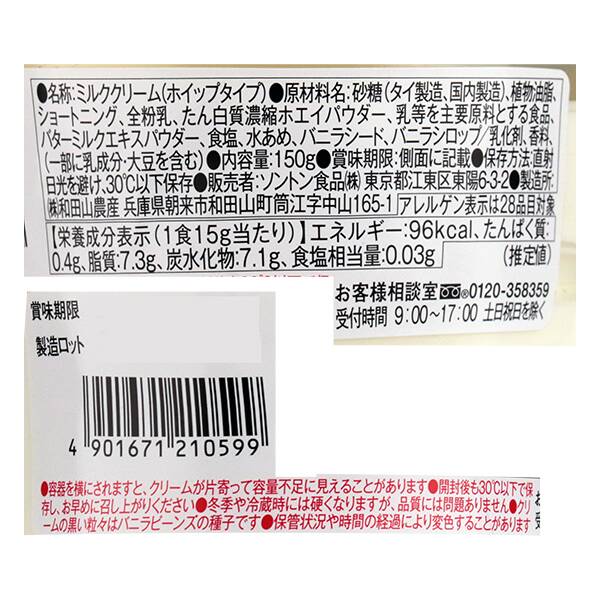 ●名称:ミルククリーム(ホイップタイプ)●原材料名:砂糖(タイ製造、国内製造)、植物油脂、
ショートニング、全粉乳、たん白質濃縮ホエイパウダー、乳等を主要原料とする食品、
バターミルクエキスパウダー、食塩、水あめ、バニラシード、バニラシロップ/乳化剤、香料、
(一部に乳成分・大豆を含む)●内容量:150g●賞味期限:側面に記載●保存方法:直射
日光を避け、30℃以下保存●販売者:ソントン食品㈱ 東京都江東区東陽6-3-2●製造所:
㈱和田山農産 兵庫県朝来市和田山町筒江字中山165-1 アレルゲン表示は28品目対象
【栄養成分表示(1食15g当たり)】エネルギー:96kcal、たんぱく質:
0.4g、脂質:7.3g、炭水化物:7.1g、食塩相当量:0.03g (推定値)
お客様相談室 0120-358359
受付時間 9:00〜17:00 土日祝日を除く
賞味期限
製造ロット
4 901671 210599
●容器を横にされますと、クリームが片寄って容量不足に見えることがあります●開封後も30℃以下で保
存し、お早めに召し上がりください●冬季や冷蔵時には硬くなりますが、品質には問題ありません●クリ
ームの黒い粒々はバニラビーンズの種子です●保管状況や時間の経過により変色することがあります
お
受